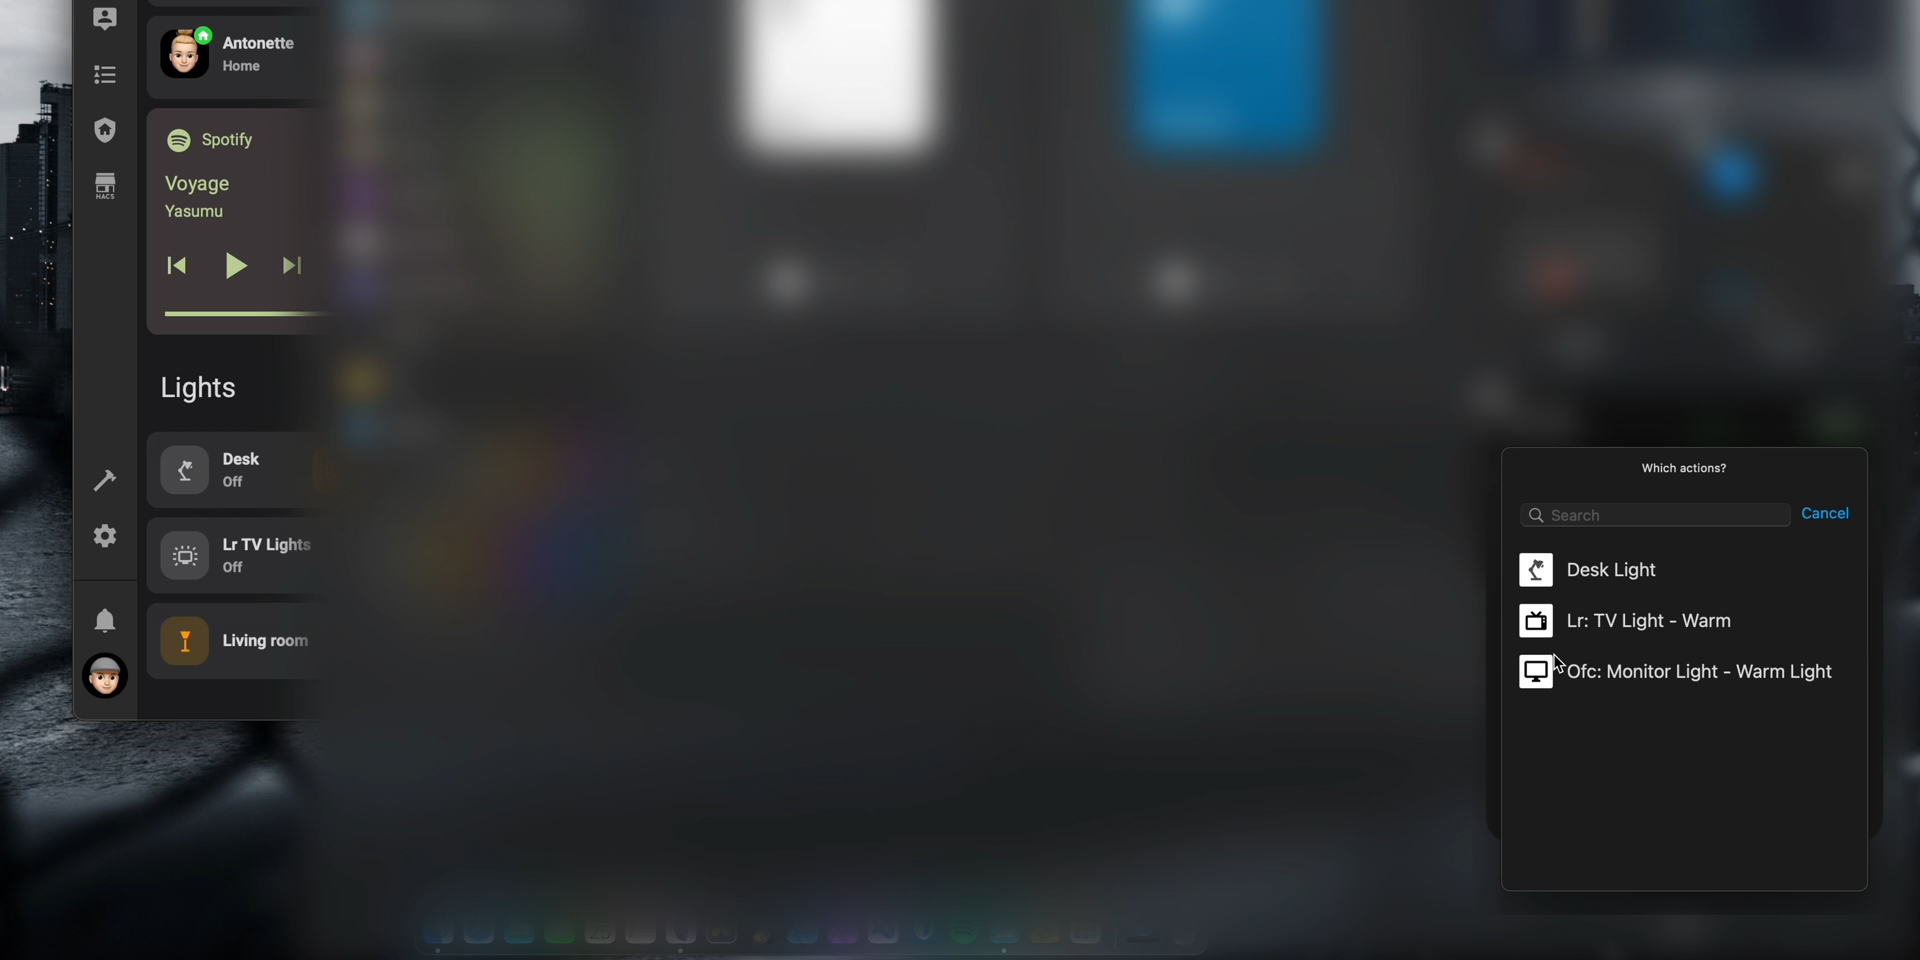 Antonette
Home
Spotify
Voyage
Yasumu
HACS
Lights
Desk
Off
Lr TV Lights
Off
Living room
Which actions?
Search
Cancel
Desk Light
Lr: TV Light - Warm
Ofc: Monitor Light - Warm Light